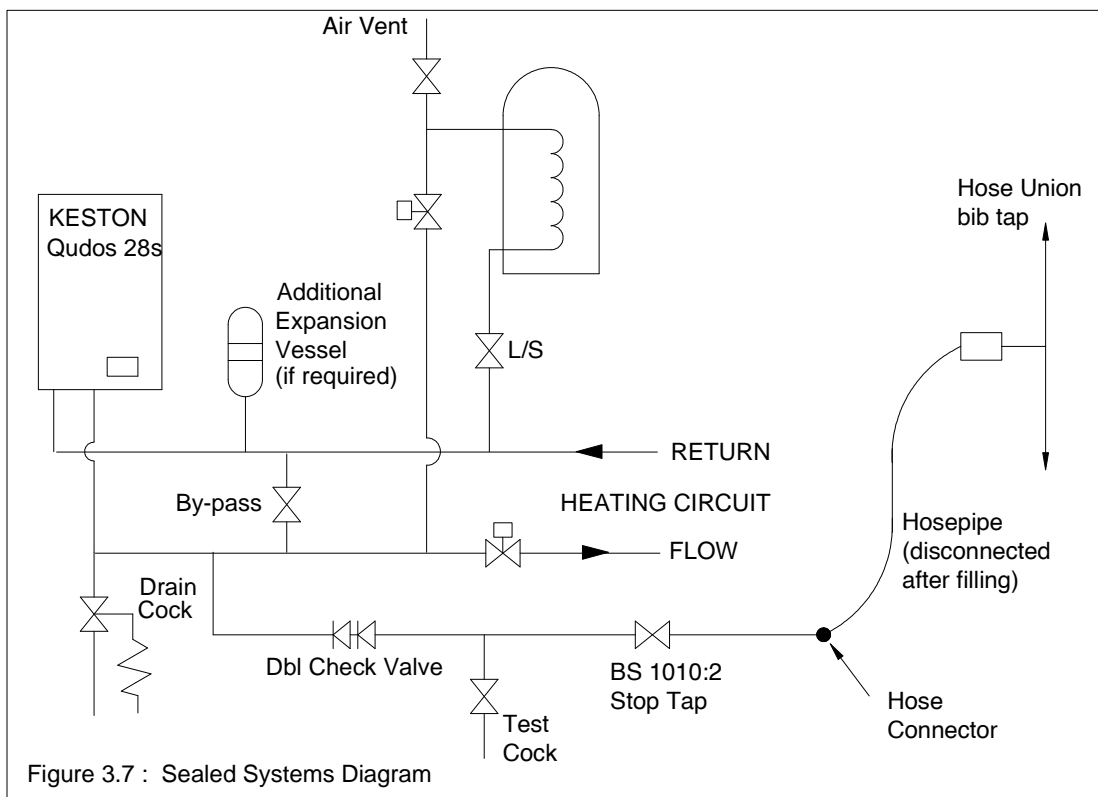 Air Vent
KESTON
Qudos 28s
Hose Union
bib tap
Additional
Expansion
Vessel
(if required)
L/S
RETURN
By-pass
HEATING CIRCUIT
Hosepipe
(disconnected
after filling)
FLOW
Drain
Cock
Dbl Check Valve
BS 1010:2
Stop Tap
Hose
Connector
Test
Cock
Figure 3.7 : Sealed Systems Diagram